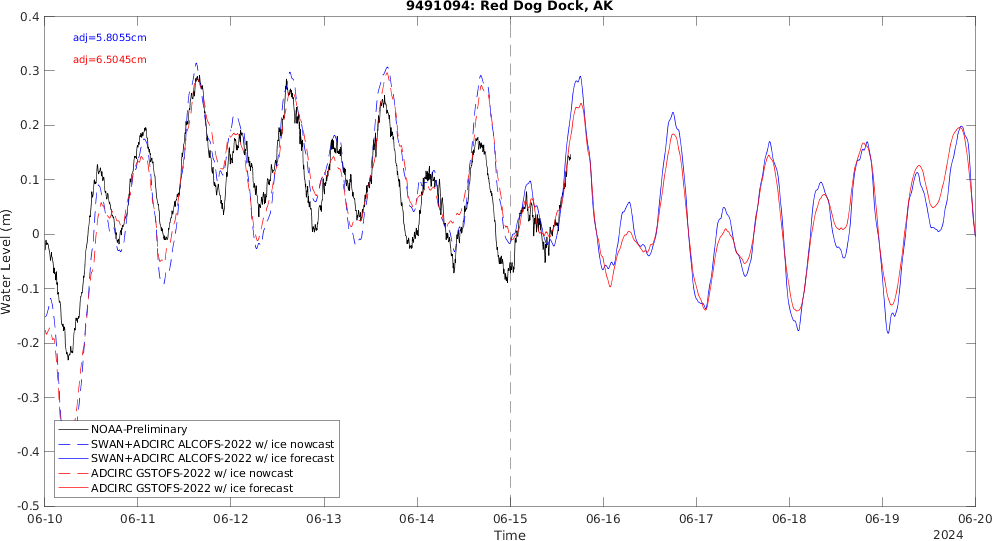 9491094: Red Dog Dock, AK
adj=5.8055cm
adj=6.5045cm
Water Level (m)
0.4
0.3
0.2
0.1
0
-0.1
-0.2
-0.3
-0.4
-0.5
NOAA-Preliminary
SWAN+ADCIRC ALCOFS-2022 w/ ice nowcast
SWAN+ADCIRC ALCOFS-2022 w/ ice forecast
ADCIRC GSTOFS-2022 w/ ice nowcast
ADCIRC GSTOFS-2022 w/ ice forecast
06-10 06-11 06-12 06-13 06-14 06-15 06-16 06-17 06-18 06-19 06-20
Time
2024